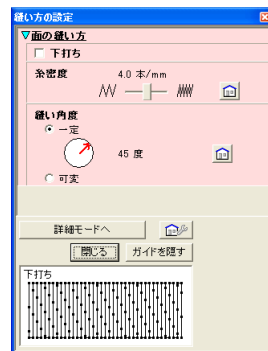 縫い方の設定
▽面の縫い方
下打ち
糸密度 4.0 本/mm
縫い角度
一定
45 度
可変
詳細モードへ
閉じる ガイドを隠す
下打ち